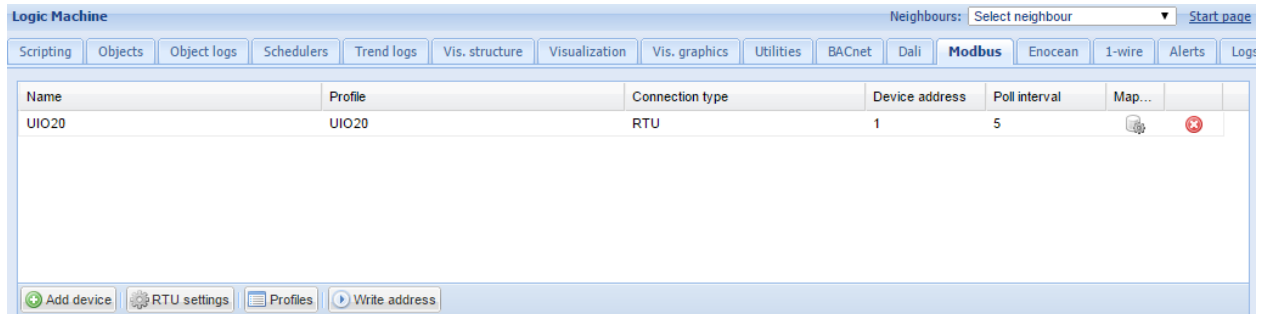 Logic Machine Neighbours: Select neighbour Start page
Scripting Objects Object logs Schedulers Trend logs Vis. structure Visualization Vis. graphics Utilities BACnet Dali Modbus Enocean 1-wire Alerts Logs
Name Profile Connection type Device address Poll interval Map...
UIO20 UIO20 RTU 1 5
Add device RTU settings Profiles Write address